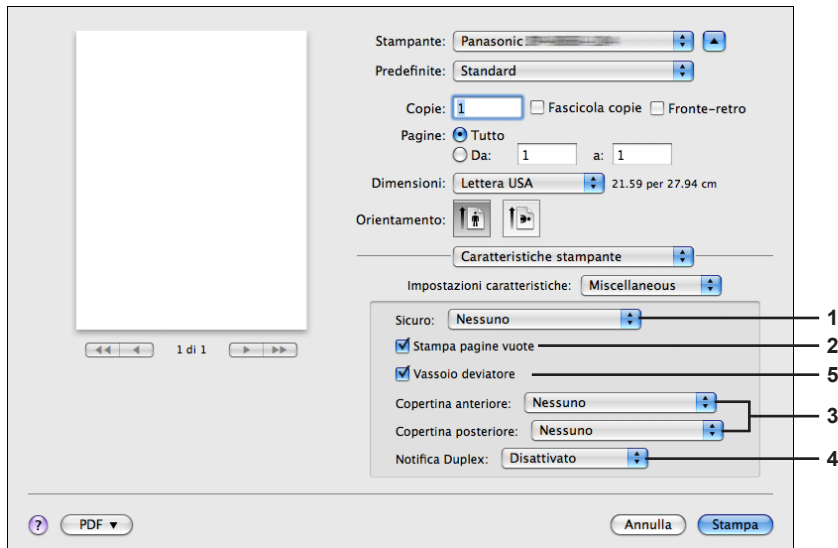 Stampante: Panasonic
Predefinite: Standard
Copie: 1 Fascicola copie Fronte-retro
Pagine: Tutto
Da: 1 a: 1
Dimensioni: Lettera USA 21.59 per 27.94 cm
Orientamento:
Caratteristiche stampante
Impostazioni caratteristiche: Miscellaneous
Sicuro: Nessuno 1
1 di 1 Stampa pagine vuote 2
Vassoio deviatore 5
Copertina anteriore: Nessuno
3
Copertina posteriore: Nessuno
Notifica Duplex: Disattivato 4
? PDF ▼ Annulla Stampa